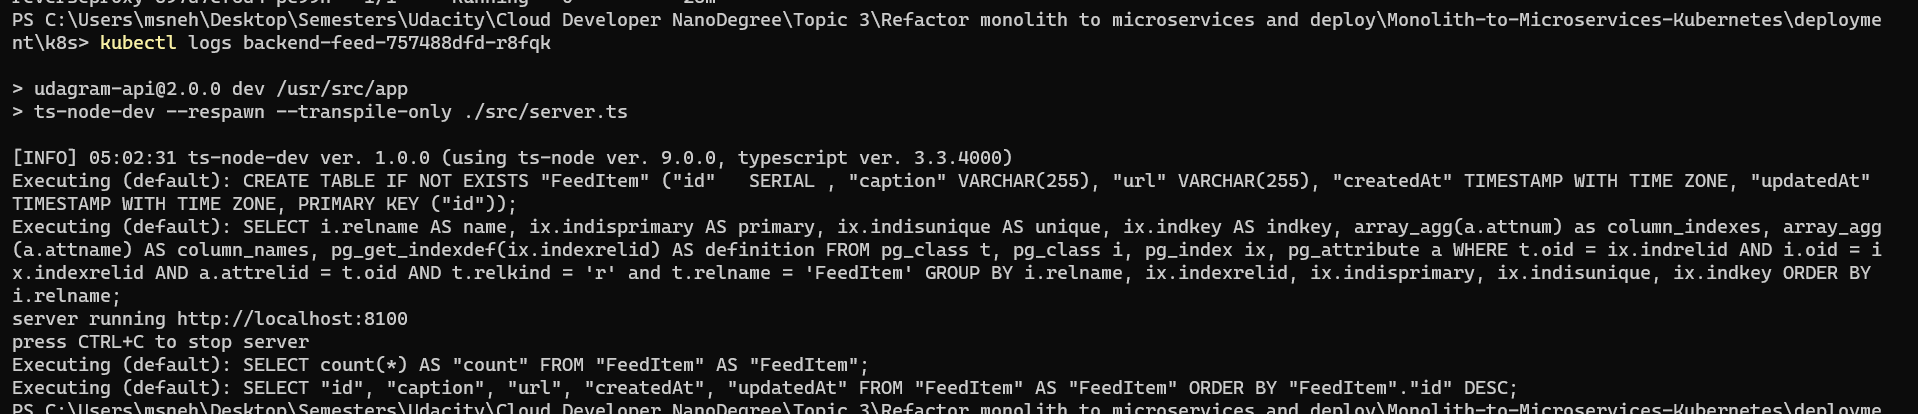 PS C:\Users\msneh\Desktop\Semesters\Udacity\Cloud Developer NanoDegree\Topic 3\Refactor monolith to microservices and deploy\Monolith-to-Microservices-Kubernetes\deployme
nt\k8s> kubectl logs backend-feed-757488dfd-r8fqk
> udagram-api@2.0.0 dev /usr/src/app
> ts-node-dev --respawn --transpile-only ./src/server.ts
[INFO] 05:02:31 ts-node-dev ver. 1.0.0 (using ts-node ver. 9.0.0, typescript ver. 3.3.4000)
Executing (default): CREATE TABLE IF NOT EXISTS "FeedItem" ("id"   SERIAL , "caption" VARCHAR(255), "url" VARCHAR(255), "createdAt" TIMESTAMP WITH TIME ZONE, "updatedAt"
TIMESTAMP WITH TIME ZONE, PRIMARY KEY ("id"));
Executing (default): SELECT i.relname AS name, ix.indisprimary AS primary, ix.indisunique AS unique, ix.indkey AS indkey, array_agg(a.attnum) as column_indexes, array_agg
(a.attname) AS column_names, pg_get_indexdef(ix.indexrelid) AS definition FROM pg_class t, pg_class i, pg_index ix, pg_attribute a WHERE t.oid = ix.indrelid AND i.oid = i
x.indexrelid AND a.attrelid = t.oid AND t.relkind = 'r' and t.relname = 'FeedItem' GROUP BY i.relname, ix.indexrelid, ix.indisprimary, ix.indisunique, ix.indkey ORDER BY
i.relname;
server running http://localhost:8100
press CTRL+C to stop server
Executing (default): SELECT count(*) AS "count" FROM "FeedItem" AS "FeedItem";
Executing (default): SELECT "id", "caption", "url", "createdAt", "updatedAt" FROM "FeedItem" AS "FeedItem" ORDER BY "FeedItem"."id" DESC;
PS C:\Users\msneh\Desktop\Semesters\Udacity\Cloud Developer NanoDegree\Topic 3\Refactor monolith to microservices and deploy\Monolith-to-Microservices-Kubernetes\deployme